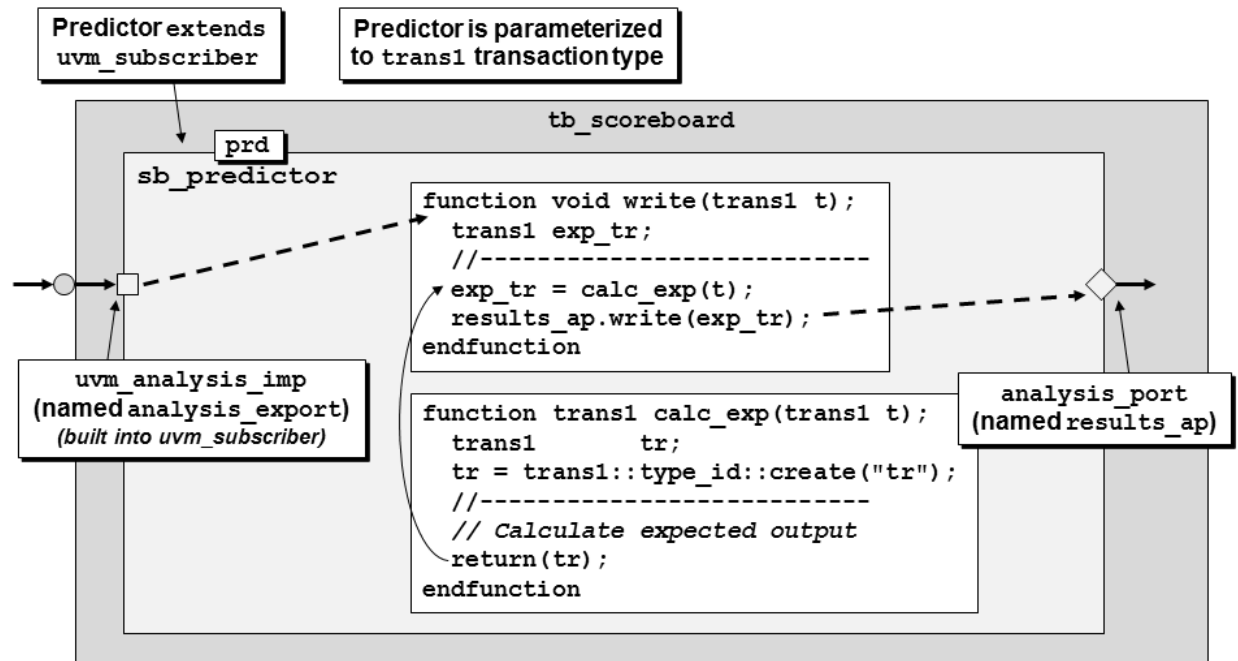 Predictor extends
uvm_subscriber
Predictor is parameterized
to trans1 transaction type
tb_scoreboard
prd
sb_predictor
function void write(trans1 t);
trans1 exp_tr;
//---------------------------
exp_tr = calc_exp(t);
results_ap.write(exp_tr);
endfunction
uvm_analysis_imp
(named analysis_export)
(built into uvm_subscriber)
analysis_port
(named results_ap)
function trans1 calc_exp(trans1 t);
trans1 tr;
tr = trans1::type_id::create("tr");
//---------------------------
// Calculate expected output
return(tr);
endfunction